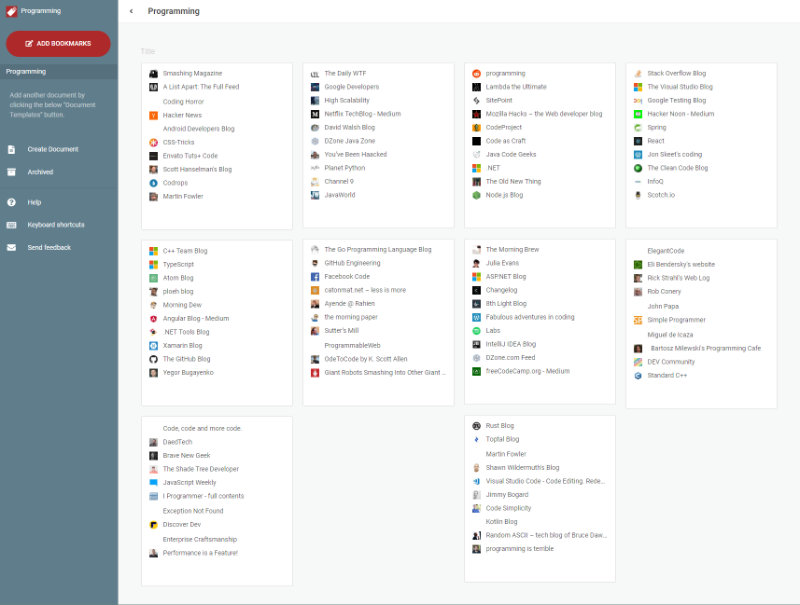 Programming
ADD BOOKMARKS
Programming
Add another document by
clicking the below "Document
Templates" button.
Create Document
Archived
Help
Keyboard shortcuts
Send feedback
Programming
Title
Smashing Magazine
A List Apart: The Full Feed
Coding Horror
Hacker News
Android Developers Blog
CSS-Tricks
Envato Tuts+ Code
Scott Hanselman's Blog
Codrops
Martin Fowler
The Daily WTF
Google Developers
High Scalability
Netflix TechBlog - Medium
David Walsh Blog
DZone Java Zone
You've Been Haacked
Planet Python
Channel 9
JavaWorld
programming
Lambda the Ultimate
SitePoint
Mozilla Hacks – the Web developer blog
CodeProject
Code as Craft
Java Code Geeks
.NET
The Old New Thing
Node.js Blog
Stack Overflow Blog
The Visual Studio Blog
Google Testing Blog
Hacker Noon - Medium
Spring
React
Jon Skeet's coding
The Clean Code Blog
InfoQ
Scotch.io
C++ Team Blog
TypeScript
Atom Blog
ploeh blog
Morning Dew
Angular Blog - Medium
.NET Tools Blog
Xamarin Blog
The GitHub Blog
Yegor Bugayenko
The Go Programming Language Blog
GitHub Engineering
Facebook Code
catonmat.net – less is more
Ayende @ Rahien
the morning paper
Sutter's Mill
ProgrammableWeb
OdeToCode by K. Scott Allen
Giant Robots Smashing Into Other Giant ...
The Morning Brew
Julia Evans
ASP.NET Blog
Changelog
8th Light Blog
Fabulous adventures in coding
Labs
IntelliJ IDEA Blog
DZone.com Feed
freeCodeCamp.org - Medium
ElegantCode
Eli Bendersky's website
Rick Strahl's Web Log
Rob Conery
John Papa
Simple Programmer
Miguel de Icaza
Bartosz Milewski's Programming Cafe
DEV Community
Standard C++
Code, code and more code.
DaedTech
Brave New Geek
The Shade Tree Developer
JavaScript Weekly
I Programmer - full contents
Exception Not Found
Discover Dev
Enterprise Craftsmanship
Performance is a Feature!
Rust Blog
Toptal Blog
Martin Fowler
Shawn Wildermuth's Blog
Visual Studio Code - Code Editing. Rede...
Jimmy Bogard
Code Simplicity
Kotlin Blog
Random ASCII – tech blog of Bruce Daw...
programming is terrible